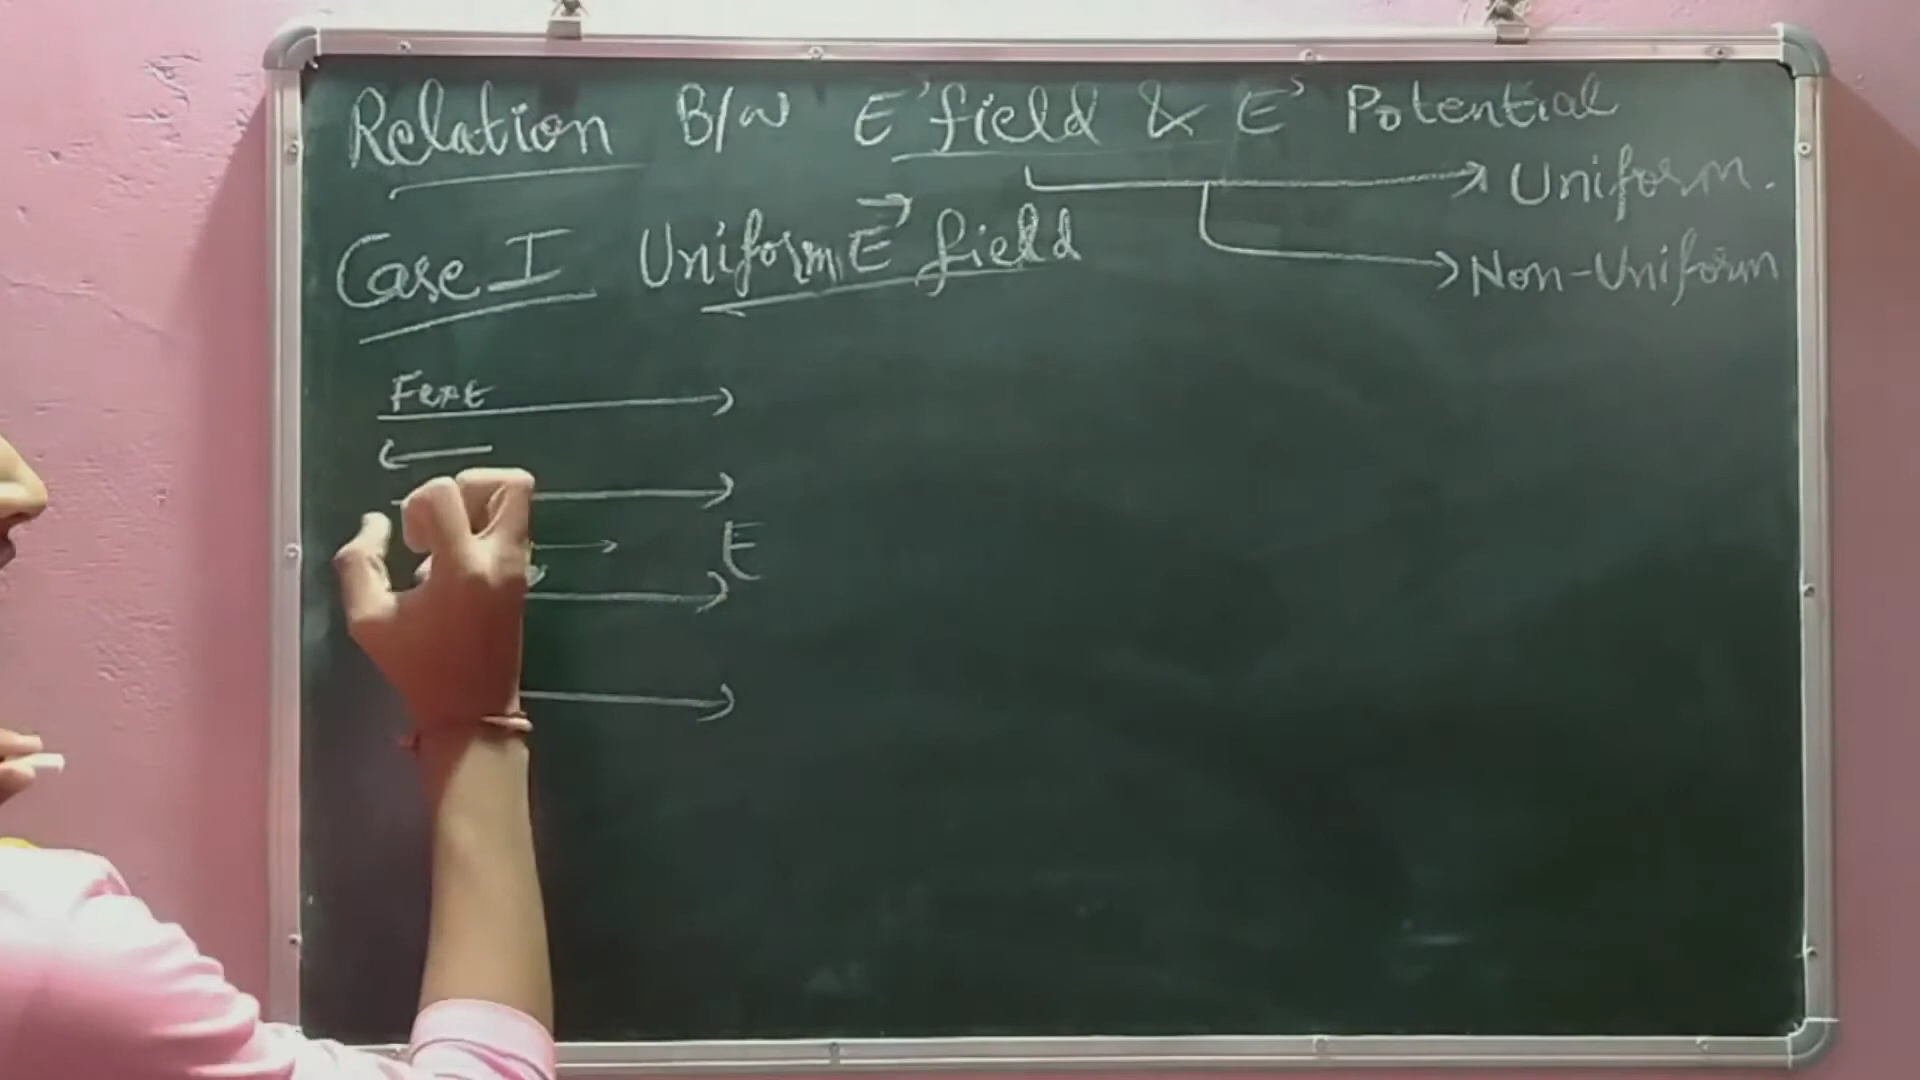 Relation B/w E' field & E' Potential
Uniform.
Case I Uniform E field
Non-Uniform
Fext
E